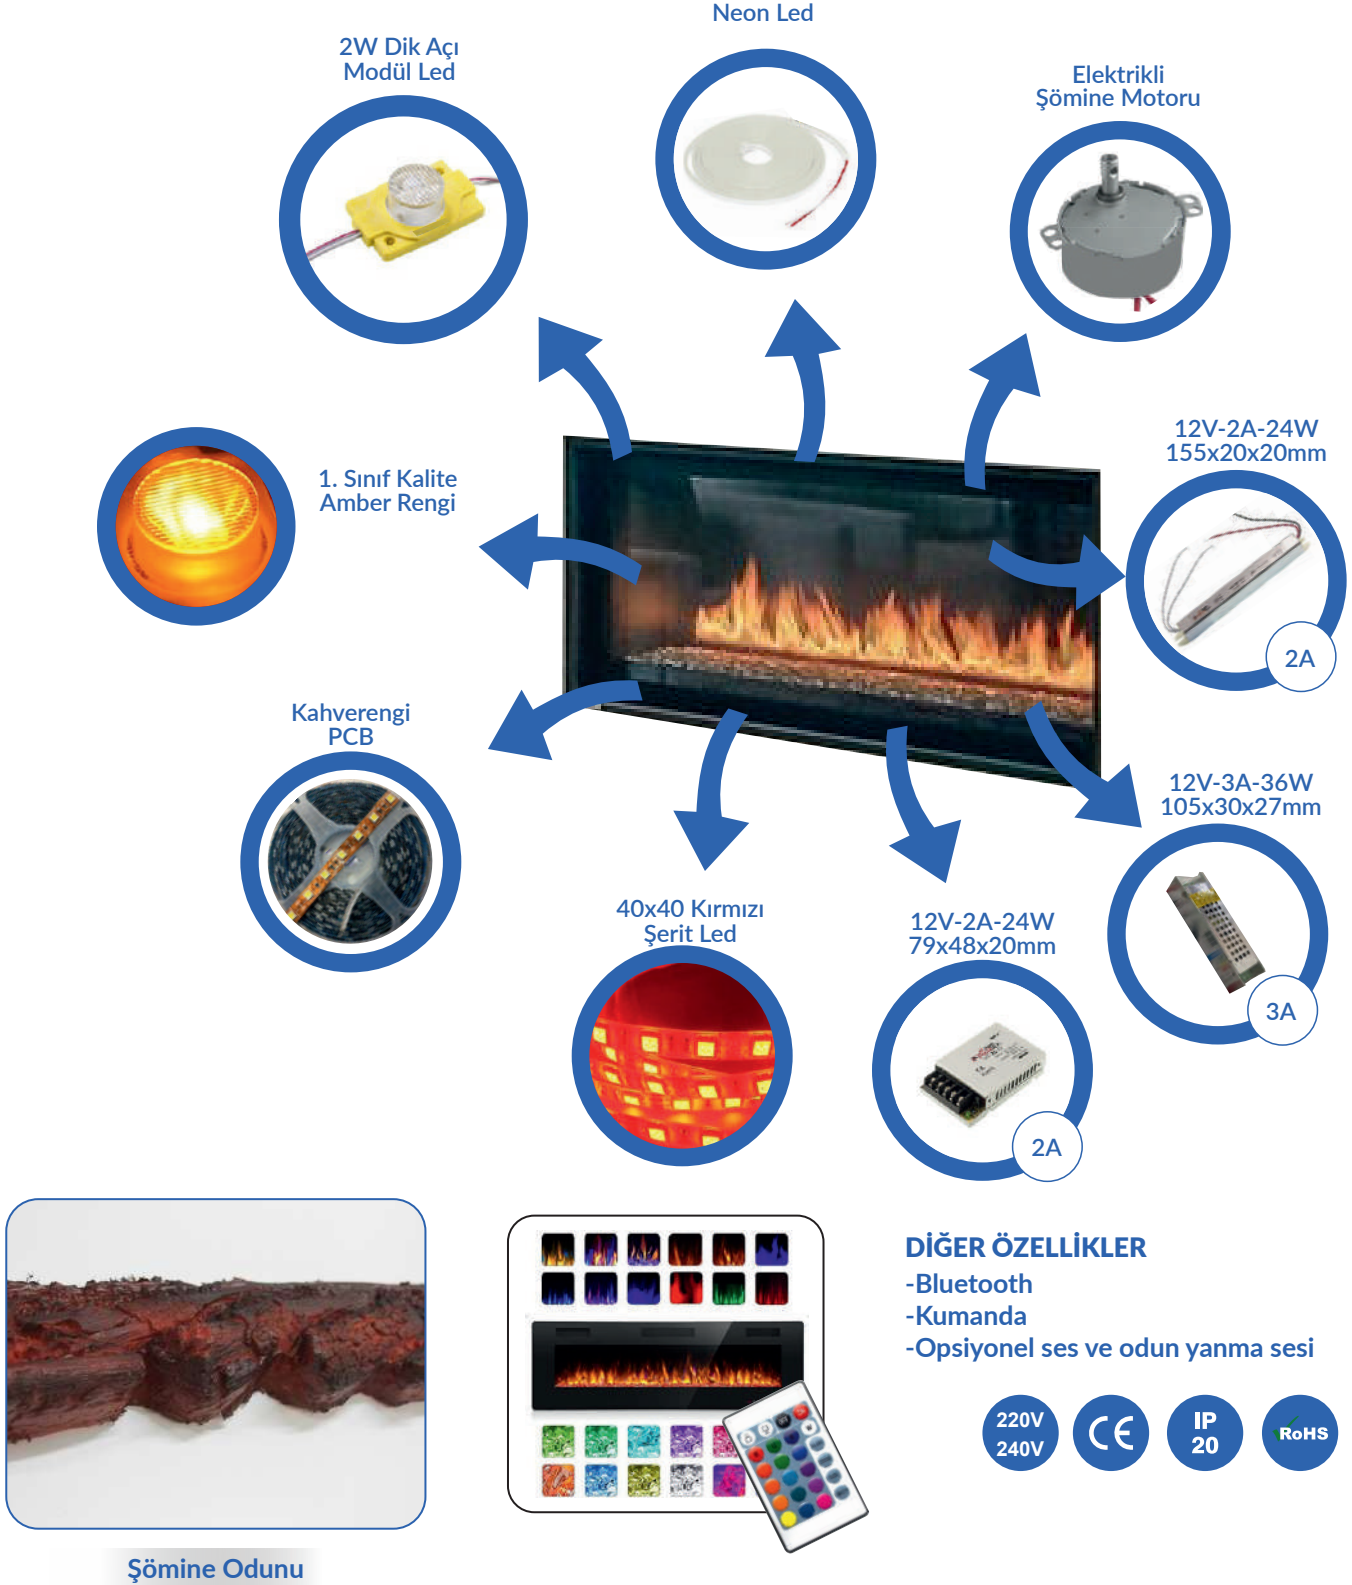 Neon Led
2W Dik Açı
Modül Led
Elektrikli
Şömine Motoru
12V-2A-24W
155x20x20mm
2A
1. Sınıf Kalite
Amber Rengi
Kahverengi
PCB
12V-3A-36W
105x30x27mm
3A
40x40 Kırmızı
Şerit Led
12V-2A-24W
79x48x20mm
2A
DİĞER ÖZELLİKLER
-Bluetooth
-Kumanda
-Opsiyonel ses ve odun yanma sesi
220V
240V
CE
IP
20
RoHS
Şömine Odunu